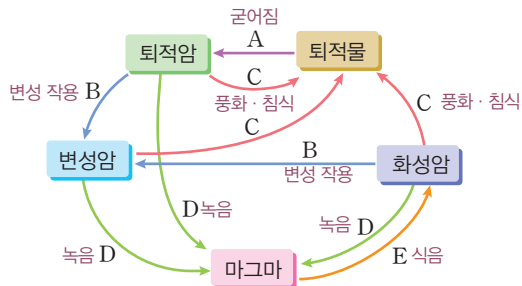 굳어짐
A
퇴적암
퇴적물
C
풍화·침식
변성 작용 B
C
C 풍화·침식
변성암
B
변성 작용
화성암
D녹음
녹음 D
녹음 D
E 식음
마그마